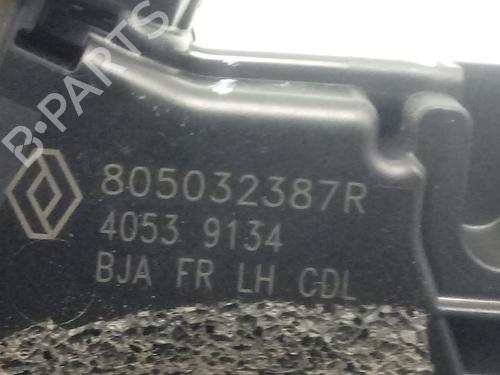 B-PARTS
805032387R
4053 9134
BJA FR LH CDL